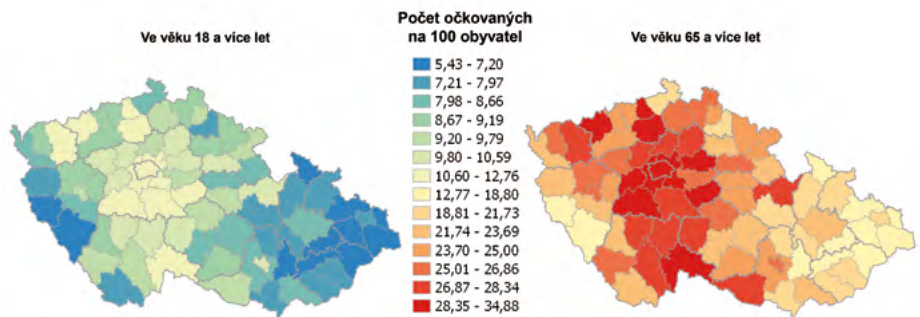 Počet očkovaných
na 100 obyvatel
Ve věku 18 a více let
Ve věku 65 a více let
5,43 - 7,20
7,21 - 7,97
7,98 - 8,66
8,67 - 9,19
9,20 - 9,79
9,80 - 10,59
10,60 - 12,76
12,77 - 18,80
18,81 - 21,73
21,74 - 23,69
23,70 - 25,00
25,01 - 26,86
26,87 - 28,34
28,35 - 34,88